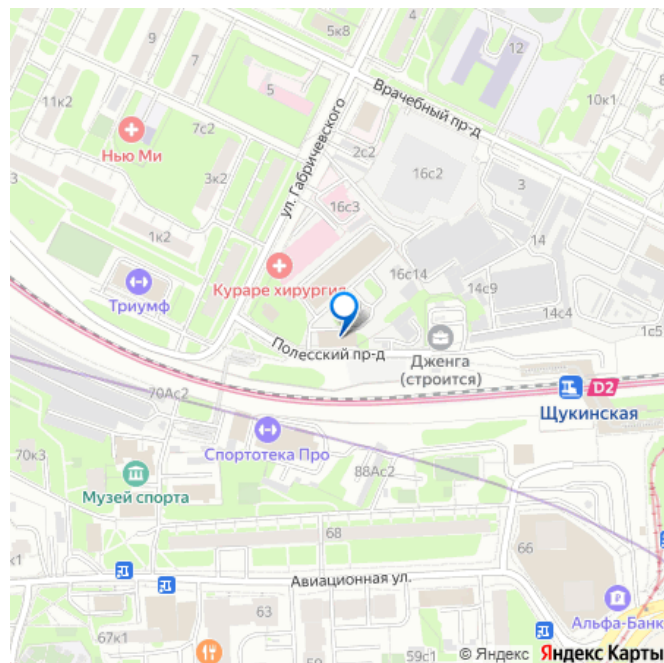 4
5к8
9
12
7
5
Врачебный пр-д
10к1
11к2
7с2
Нью Ми
ул. Габричевского
2с2
16с2
3
3
3к2
16с3
14
1к2
16с14
Кураре хирургия
14с9
Триумф
14с4
1с5
Полесский пр-д
Дженга
(строится)
70Ас2
D2
Щукинская
70к3
Спортотека Про
88Ас2
Музей спорта
68
66
Авиационная ул.
63
Альфа-Банк
67к1
59с1
© Яндекс Яндекс Карты